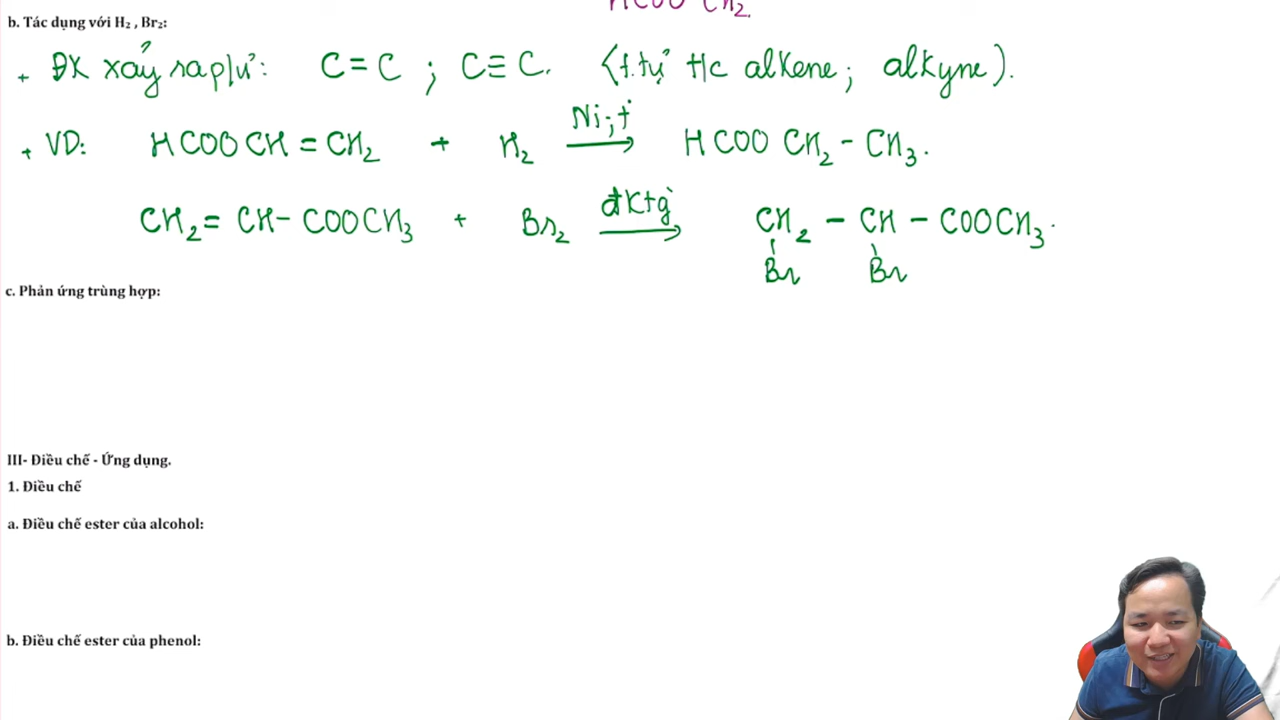 HCOO CH₂.
b. Tác dụng với H₂ , Br₂:
+ ĐK xảy ra p/ư: C=C ; C≡C. (t.tự t/c alkene; alkyne).
+ VD: HCOOCH=CH₂ + H₂ Ni;t° → HCOO CH₂-CH₃.
CH₂=CH-COOCH₃ + Br₂ đktg → CH₂-CH-COOCH₃.
Br Br
c. Phản ứng trùng hợp:
III- Điều chế - Ứng dụng.
1. Điều chế
a. Điều chế ester của alcohol:
b. Điều chế ester của phenol: